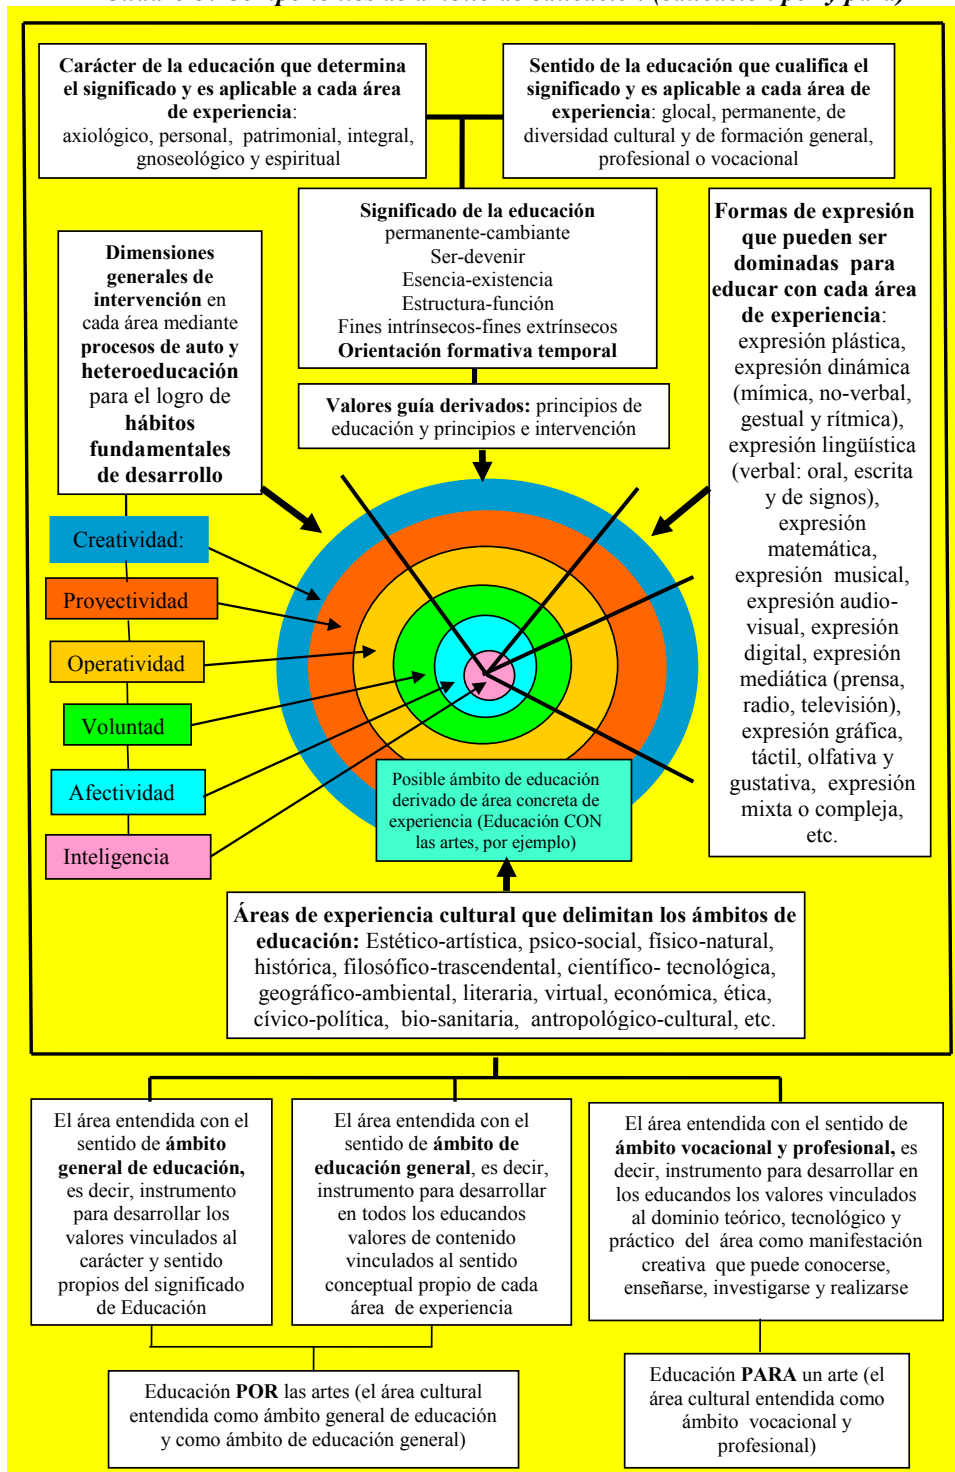 Carácter de la educación que determina
el significado y es aplicable a cada área
de experiencia:
axiológico, personal, patrimonial, integral,
gnoseológico y espiritual
Sentido de la educación que cualifica el
significado y es aplicable a cada área de
experiencia: glocal, permanente, de
diversidad cultural y de formación general,
profesional o vocacional
Significado de la educación
permanente-cambiante
Ser-devenir
Esencia-existencia
Estructura-función
Fines intrínsecos-fines extrínsecos
Orientación formativa temporal
Dimensiones
generales de
intervención en
cada área mediante
procesos de auto y
heteroeducación
para el logro de
hábitos
fundamentales
de desarrollo
Formas de expresión
que pueden ser
dominadas para
educar con cada área
de experiencia:
expresión plástica,
expresión dinámica
(mímica, no-verbal,
gestual y rítmica),
expresión lingüística
(verbal: oral, escrita
y de signos),
expresión
matemática,
expresión musical,
expresión audio-
visual, expresión
digital, expresión
mediática (prensa,
radio, televisión),
expresión gráfica,
táctil, olfativa y
gustativa, expresión
mixta o compleja,
etc.
Valores guía derivados: principios de
educación y principios e intervención
Creatividad:
Proyectividad
Operatividad
Voluntad
Afectividad
Inteligencia
Posible ámbito de educación
derivado de área concreta de
experiencia (Educación CON
las artes, por ejemplo)
Áreas de experiencia cultural que delimitan los ámbitos de
educación: Estético-artística, psico-social, físico-natural,
histórica, filosófico-trascendental, científico- tecnológica,
geográfico-ambiental, literaria, virtual, económica, ética,
cívico-política, bio-sanitaria, antropológico-cultural, etc.
El área entendida con el
sentido de ámbito
general de educación,
es decir, instrumento
para desarrollar los
valores vinculados al
carácter y sentido
propios del significado
de Educación
El área entendida con el
sentido de ámbito de
educación general, es decir,
instrumento para desarrollar
en todos los educandos
valores de contenido
vinculados al sentido
conceptual propio de cada
área de experiencia
El área entendida con el sentido de
ámbito vocacional y profesional, es
decir, instrumento para desarrollar en
los educandos los valores vinculados
al dominio teórico, tecnológico y
práctico del área como manifestación
creativa que puede conocerse,
enseñarse, investigarse y realizarse
Educación POR las artes (el área cultural
entendida como ámbito general de educación
y como ámbito de educación general)
Educación PARA un arte (el
área cultural entendida como
ámbito vocacional y
profesional)